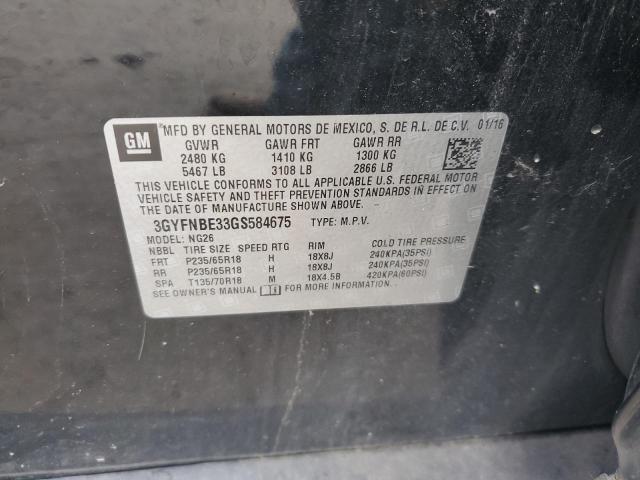 GM
MFD BY GENERAL MOTORS DE MEXICO, S. DE R.L. DE C.V. 01/16
GVWR GAWR FRT GAWR RR
2480 KG 1410 KG 1300 KG
5467 LB 3108 LB 2866 LB
THIS VEHICLE CONFORMS TO ALL APPLICABLE U.S. FEDERAL MOTOR
VEHICLE SAFETY AND THEFT PREVENTION STANDARDS IN EFFECT
ON THE DATE OF MANUFACTURE SHOWN ABOVE.
3GYFNBE33GS584675 TYPE: M.P.V.
MODEL: NG26
NBBL TIRE SIZE SPEED RTG RIM COLD TIRE PRESSURE
FRT P235/65R18 H 18X8J 240KPA(35PSI)
RR P235/65R18 H 18X8J 240KPA(35PSI)
SPA T135/70R18 M 18X4.5B 420KPA(60PSI)
SEE OWNER'S MANUAL FOR MORE INFORMATION.